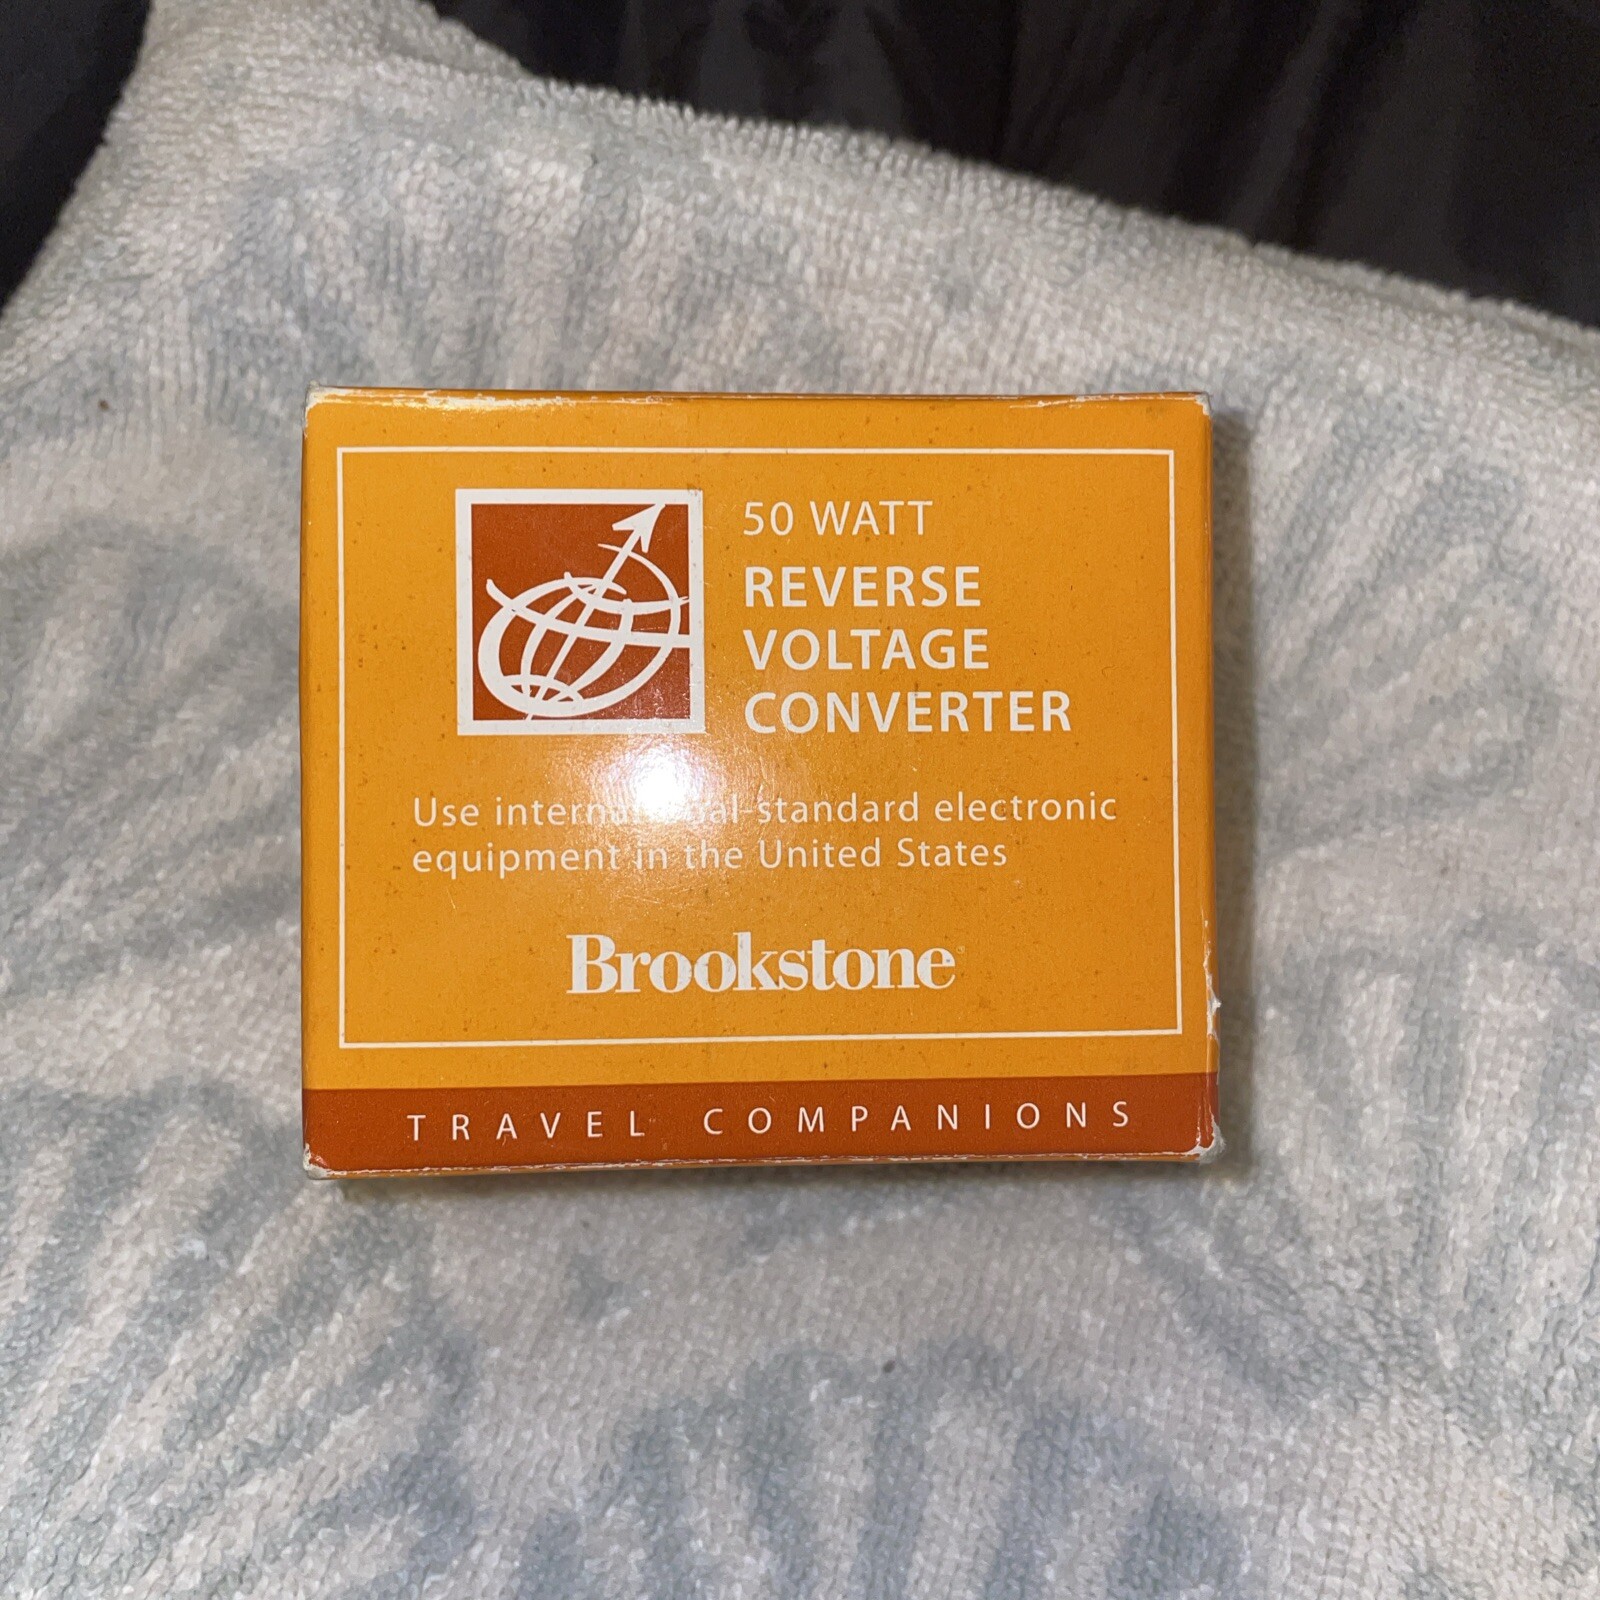 50 WATT
REVERSE
VOLTAGE
CONVERTER
Use international-standard electronic
equipment in the United States
Brookstone
TRAVEL COMPANIONS